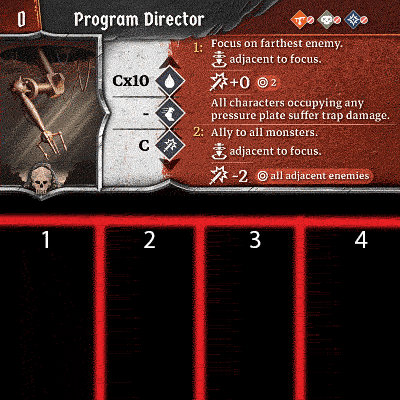 0 Program Director
1: Focus on farthest enemy.
adjacent to focus.
+0 2
All characters occupying any
pressure plate suffer trap damage.
2: Ally to all monsters.
adjacent to focus.
-2 all adjacent enemies
Cx10
-
C
1 2 3 4